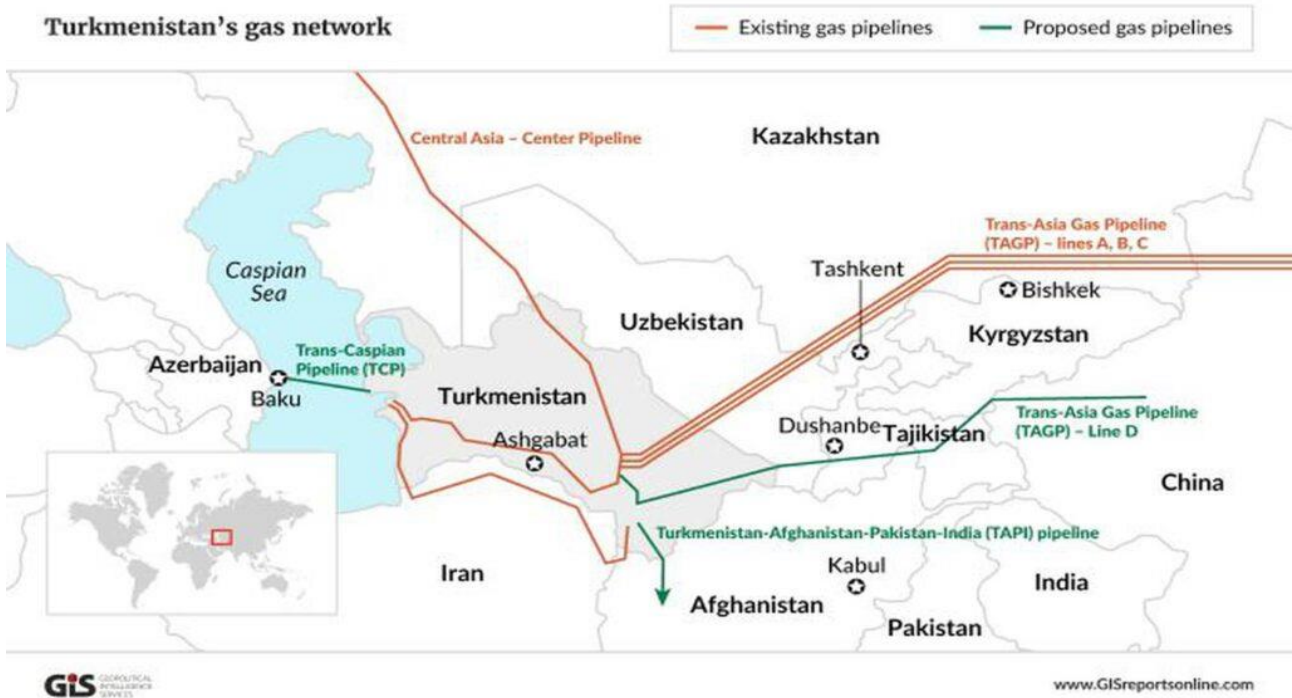 Turkmenistan's gas network
Existing gas pipelines
Proposed gas pipelines
Central Asia – Center Pipeline
Kazakhstan
Trans-Asia Gas Pipeline
(TAGP) – lines A, B, C
Caspian
Sea
Tashkent
Bishkek
Uzbekistan
Kyrgyzstan
Azerbaijan
Trans-Caspian
Pipeline (TCP)
Baku
Turkmenistan
Ashgabat
Dushanbe
Tajikistan
Trans-Asia Gas Pipeline
(TAGP) – Line D
China
Turkmenistan-Afghanistan-Pakistan-India (TAPI) pipeline
Iran
Kabul
India
Afghanistan
Pakistan
GIS
GEOPOLITICAL
INTELLIGENCE
SERVICES
www.GISreportsonline.com